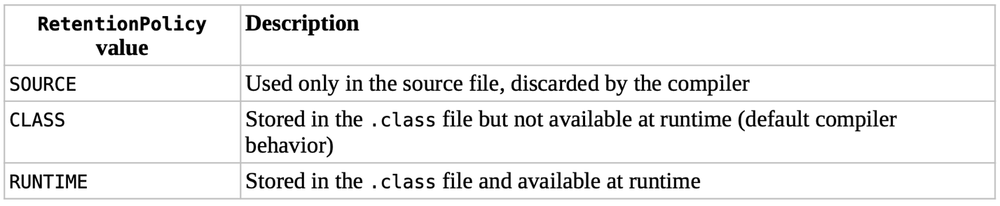 RetentionPolicy
value
Description
SOURCE
Used only in the source file, discarded by the compiler
CLASS
Stored in the .class file but not available at runtime (default compiler
behavior)
RUNTIME
Stored in the .class file and available at runtime